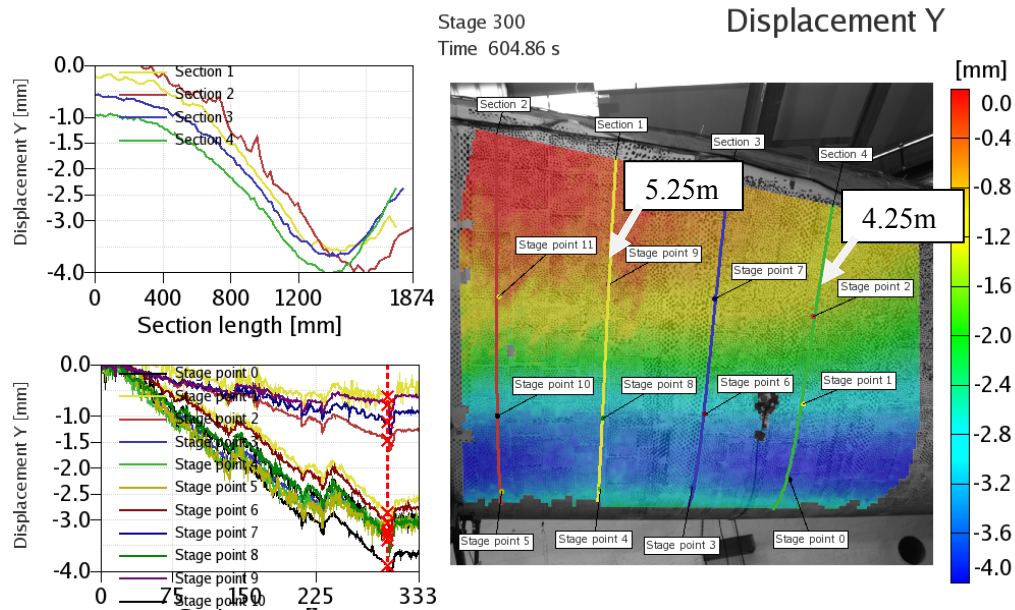 Stage 300
Time 604.86 s
Displacement Y
Displacement Y [mm]
0.0
-1.0
-1.5
-2.0
-2.5
-3.0
-4.0
Section 1
Section 2
Section 3
Section 4
0
400
800
1200
1874
Section length [mm]
Displacement Y [mm]
0.0
-1.0
-1.5
-2.0
-2.5
-3.0
-4.0
Stage point 0
Stage point 2
Stage point 5
Stage point 6
Stage point 7
Stage point 8
Stage point 9
Stage point 10
0
75
150
225
333
Section 2
Section 1
Section 3
Section 4
5.25m
4.25m
Stage point 11
Stage point 9
Stage point 7
Stage point 2
Stage point 10
Stage point 8
Stage point 6
Stage point 1
Stage point 5
Stage point 4
Stage point 3
Stage point 0
[mm]
0.0
-0.4
-0.8
-1.2
-1.6
-2.0
-2.4
-2.8
-3.2
-3.6
-4.0